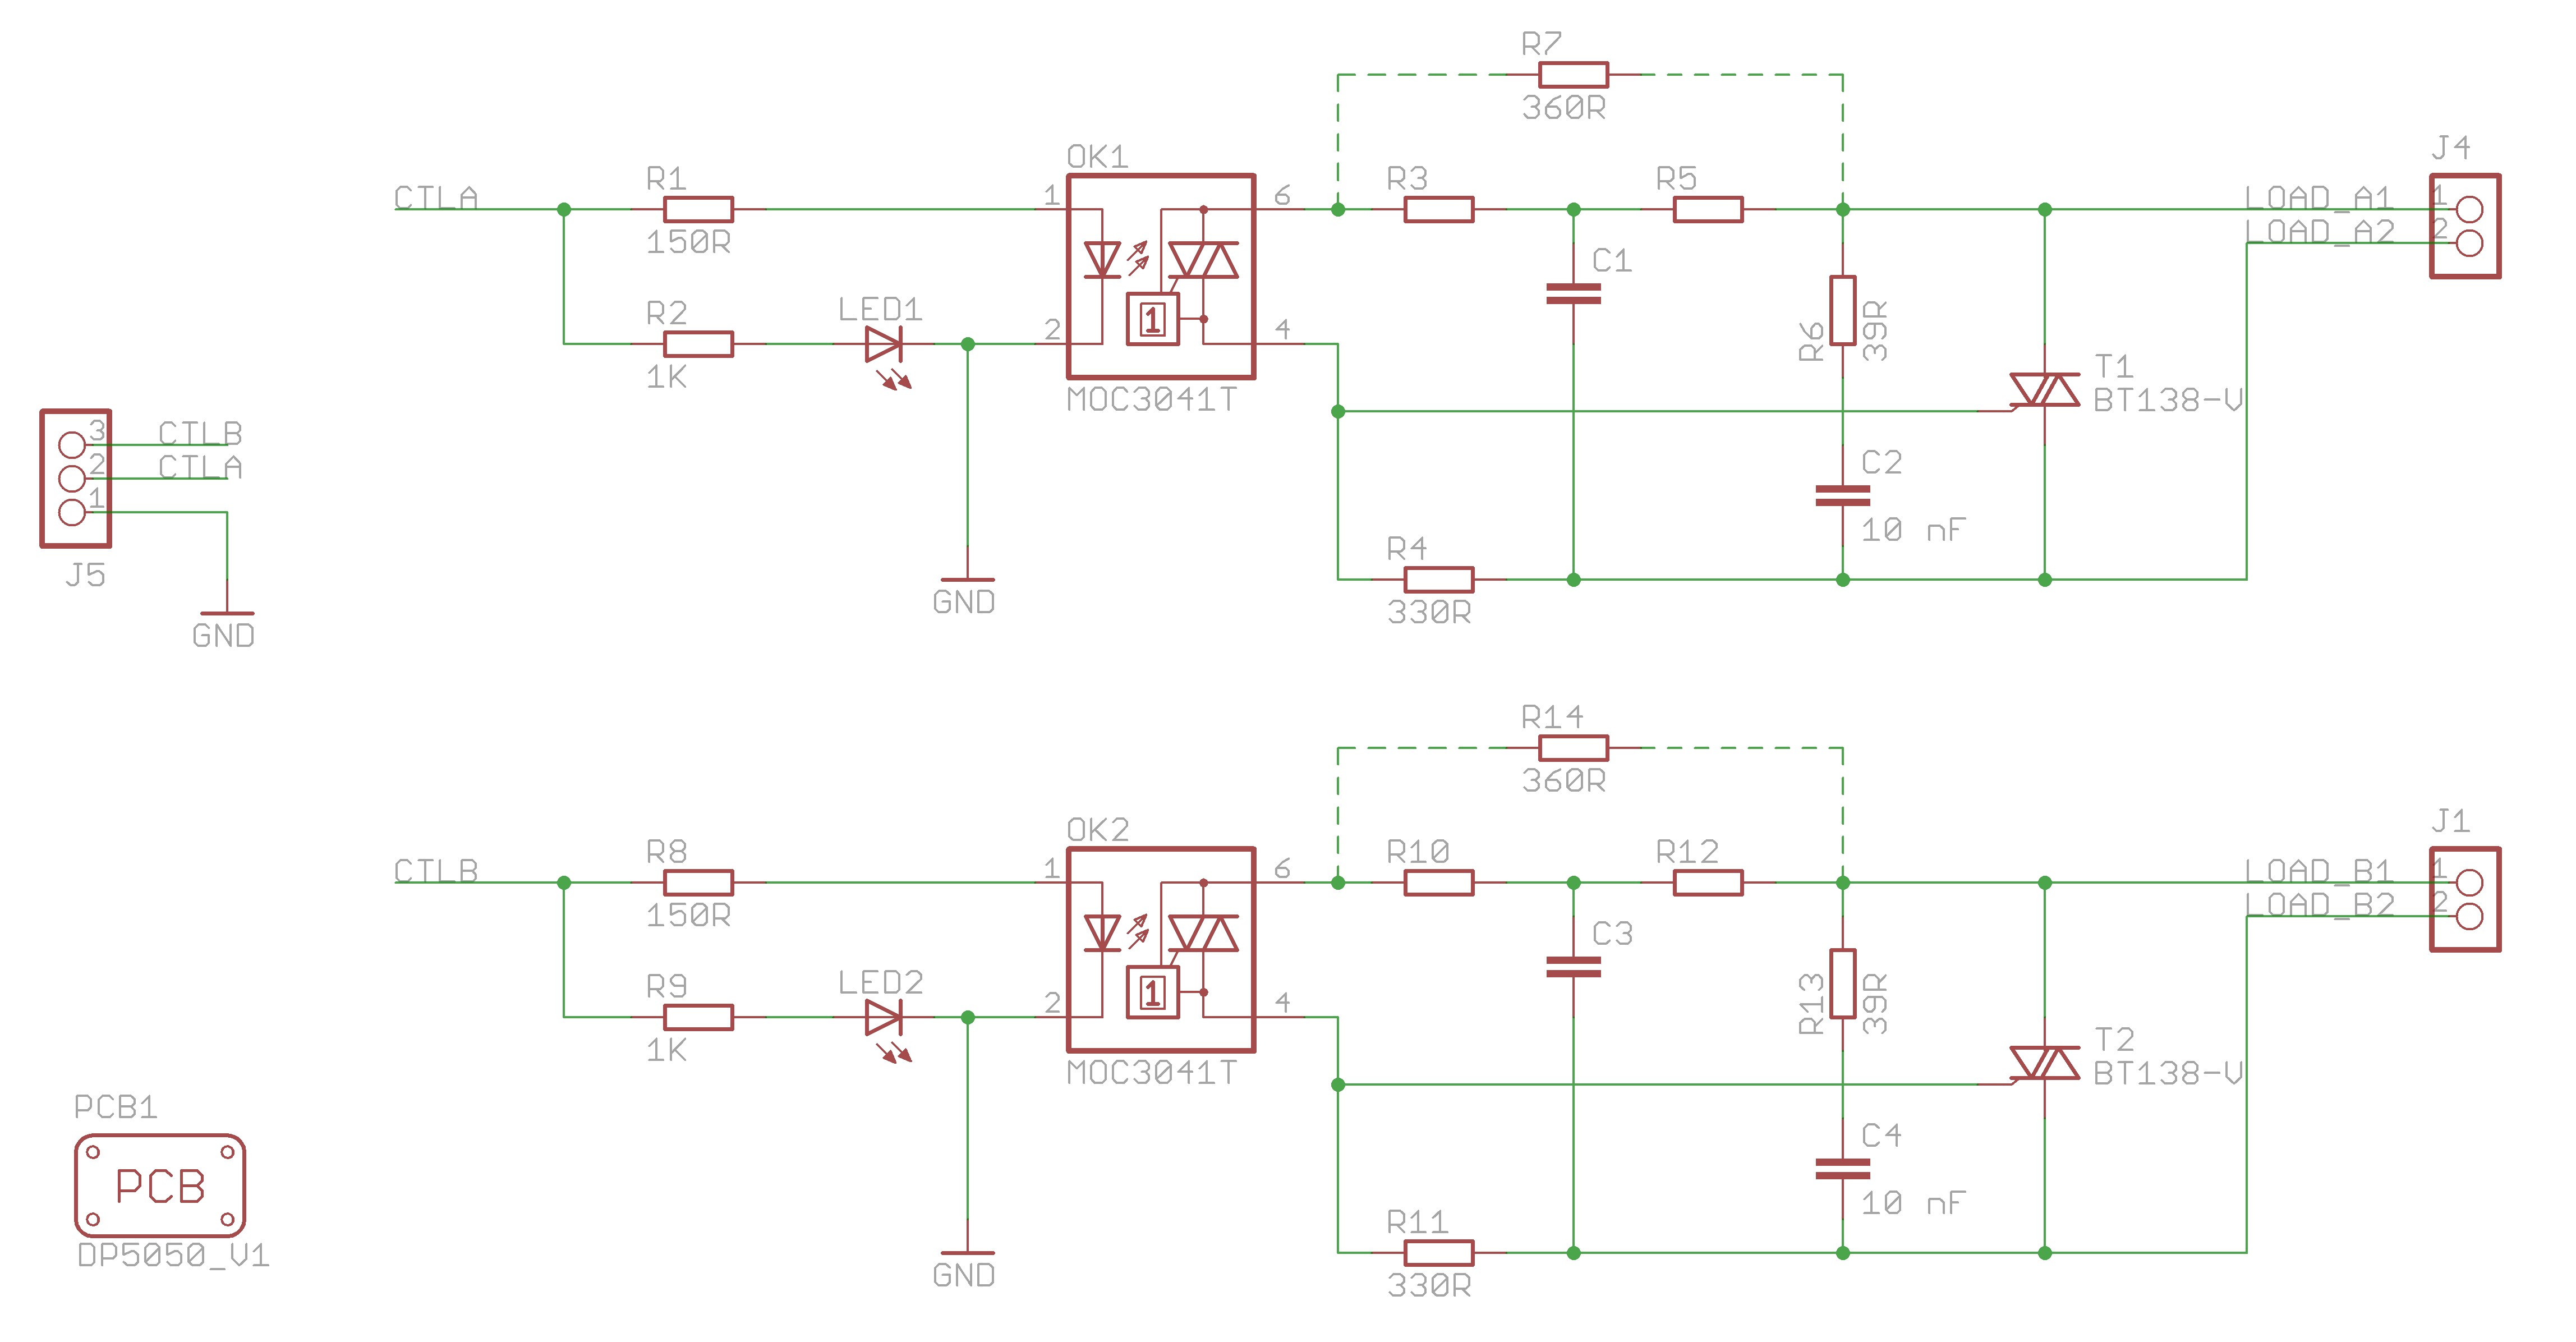 R7
360R
R1
150R
OK1
1
6
R3
R5
J4
CTLA
LOAD_A1
1
LOAD_A2
2
C1
R2
1K
LED1
2
1
4
MOC3041T
R6
39R
T1
BT138-V
3
CTLB
2
CTLA
1
J5
GND
C2
10 nF
R4
330R
GND
R14
360R
R8
150R
OK2
1
6
R10
R12
J1
CTLB
LOAD_B1
1
LOAD_B2
2
C3
R9
1K
LED2
2
1
4
MOC3041T
R13
39R
T2
BT138-V
PCB1
PCB
DP5050_V1
C4
10 nF
R11
330R
GND